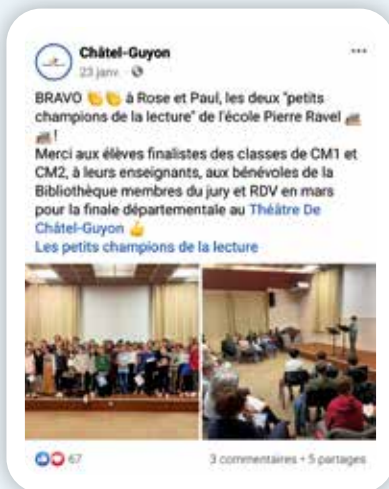 Châtel-Guyon
23 janv.
BRAVO 👏👏 à Rose et Paul, les deux "petits
champions de la lecture" de l'école Pierre Ravel
!
Merci aux élèves finalistes des classes de CM1 et
CM2, à leurs enseignants, aux bénévoles de la
Bibliothèque membres du jury et RDV en mars
pour la finale départementale au Théâtre De
Châtel-Guyon 👍
Les petits champions de la lecture
67
3 commentaires • 5 partages